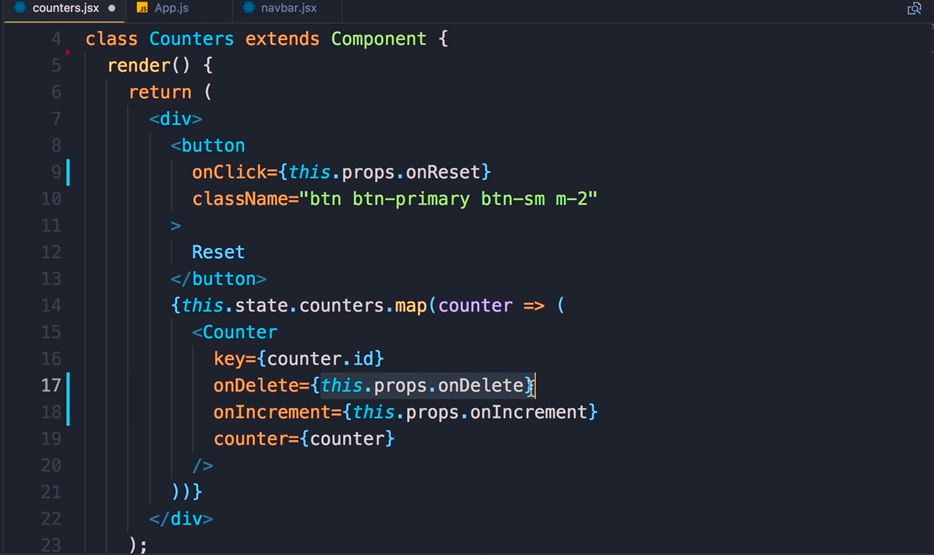 counters.jsx ● JS App.js navbar.jsx
4 class Counters extends Component {
5 render() {
6 return (
7 <div>
8 <button
9 onClick={this.props.onReset}
10 className="btn btn-primary btn-sm m-2"
11 >
12 Reset
13 </button>
14 {this.state.counters.map(counter => (
15 <Counter
16 key={counter.id}
17 onDelete={this.props.onDelete}
18 onIncrement={this.props.onIncrement}
19 counter={counter}
20 />
21 ))}
22 </div>
23 );